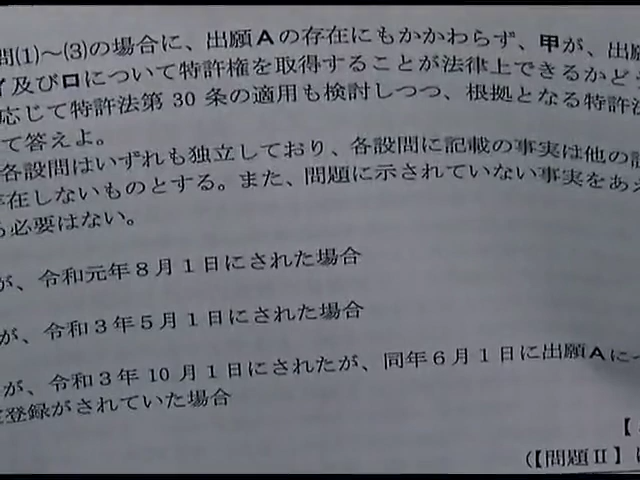 問(1)～(3)の場合に、出願Aの存在にもかかわらず、甲が、出願
イ及びロについて特許権を取得することが法律上できるかどう
応じて特許法第 30 条の適用も検討しつつ、根拠となる特許法
て答えよ。
各設問はいずれも独立しており、各設問に記載の事実は他の設
存在しないものとする。また、問題に示されていない事実をあえ
る必要はない。
が、令和元年8月1日にされた場合
が、令和3年5月1日にされた場合
が、令和3年 10 月1日にされたが、同年6月1日に出願Aにつ
登録がされていた場合
【
(【問題Ⅱ】に